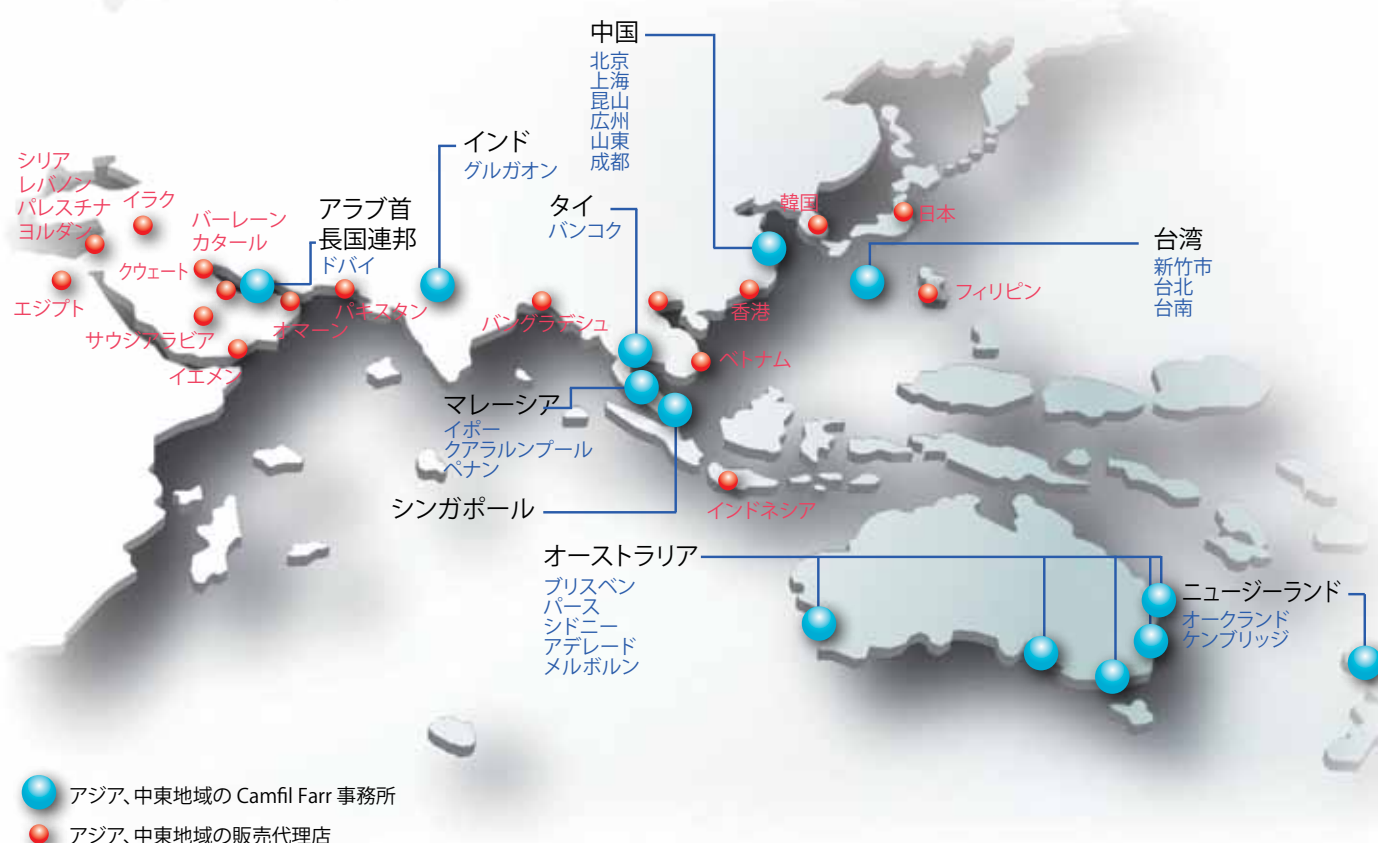 中国
北京
上海
昆山
広州
山東
成都
インド
グルガオン
シリア
レバノン
パレスチナ
ヨルダン
イラク
バーレーン
カタール
クウェート
アラブ首
長国連邦
ドバイ
タイ
バンコク
韓国
日本
台湾
新竹市
台北
台南
エジプト
サウジアラビア
オマーン
パキスタン
イエメン
バングラデシュ
香港
フィリピン
ベトナム
マレーシア
イポー
クアラルンプール
ペナン
シンガポール
インドネシア
オーストラリア
ブリスベン
パース
シドニー
アデレード
メルボルン
ニュージーランド
オークランド
ケンブリッジ
アジア、中東地域の Camfil Farr 事務所
アジア、中東地域の販売代理店